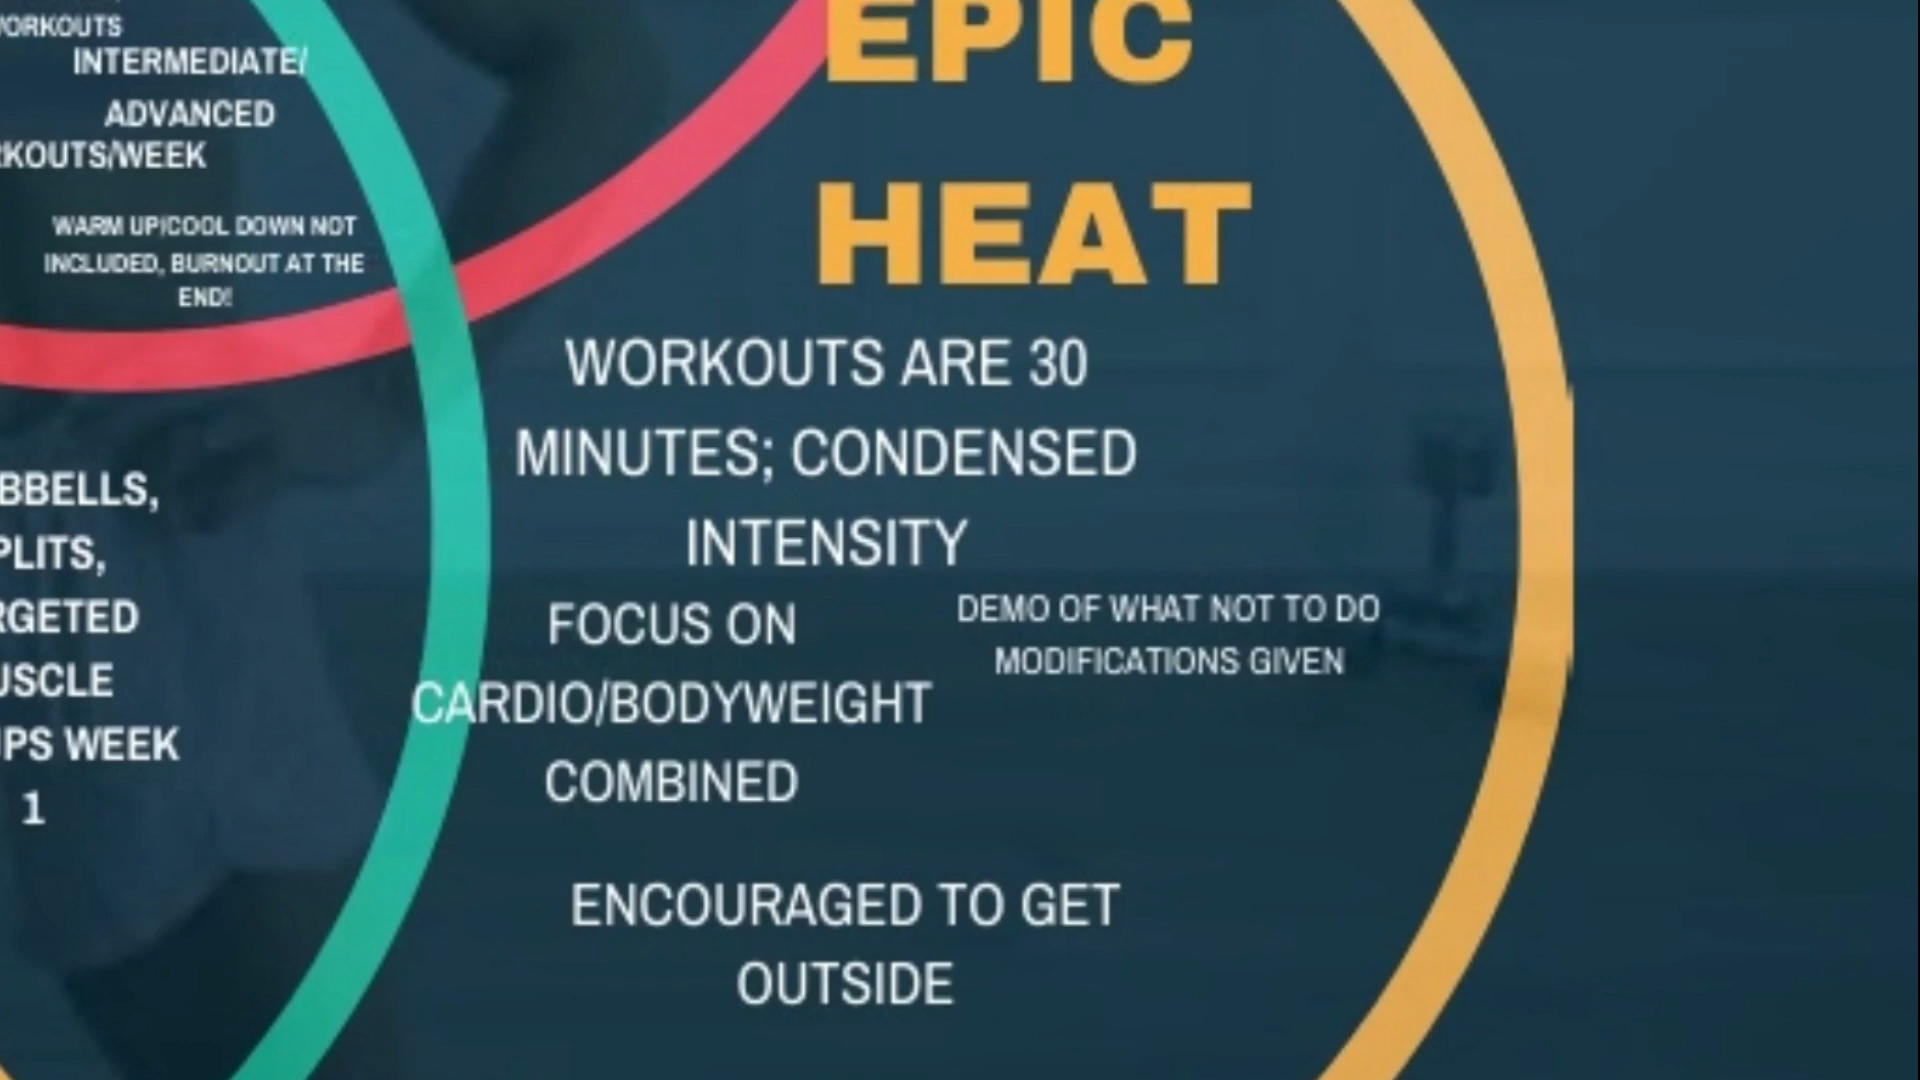 WORKOUTS
INTERMEDIATE/
ADVANCED
WARM UP/COOL DOWN NOT
INCLUDED, BURNOUT AT THE
END!
WEEK
1
EPIC
HEAT
WORKOUTS ARE 30
MINUTES; CONDENSED
INTENSITY
FOCUS ON
CARDIO/BODYWEIGHT
COMBINED
DEMO OF WHAT NOT TO DO
MODIFICATIONS GIVEN
ENCOURAGED TO GET
OUTSIDE